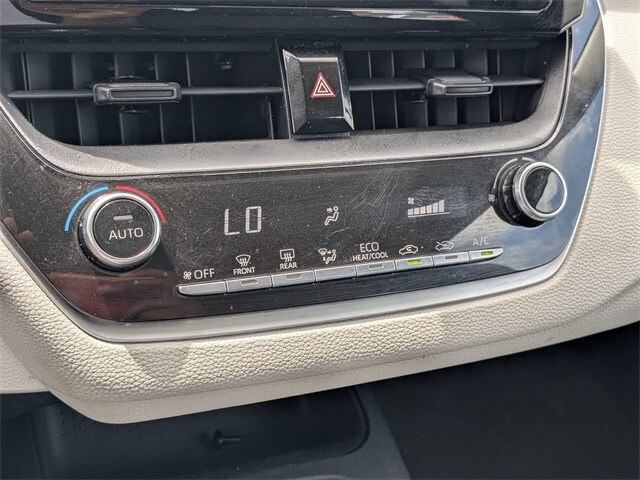 LO
AUTO
OFF
FRONT
REAR
ECO
HEAT/COOL
A/C